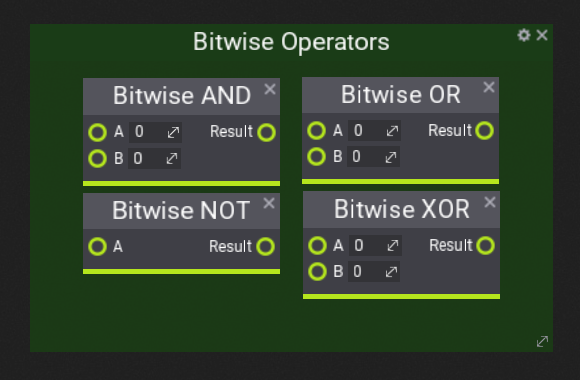 Bitwise Operators
Bitwise AND
A 0 Result
B 0
Bitwise OR
A 0 Result
B 0
Bitwise NOT
A Result
Bitwise XOR
A 0 Result
B 0